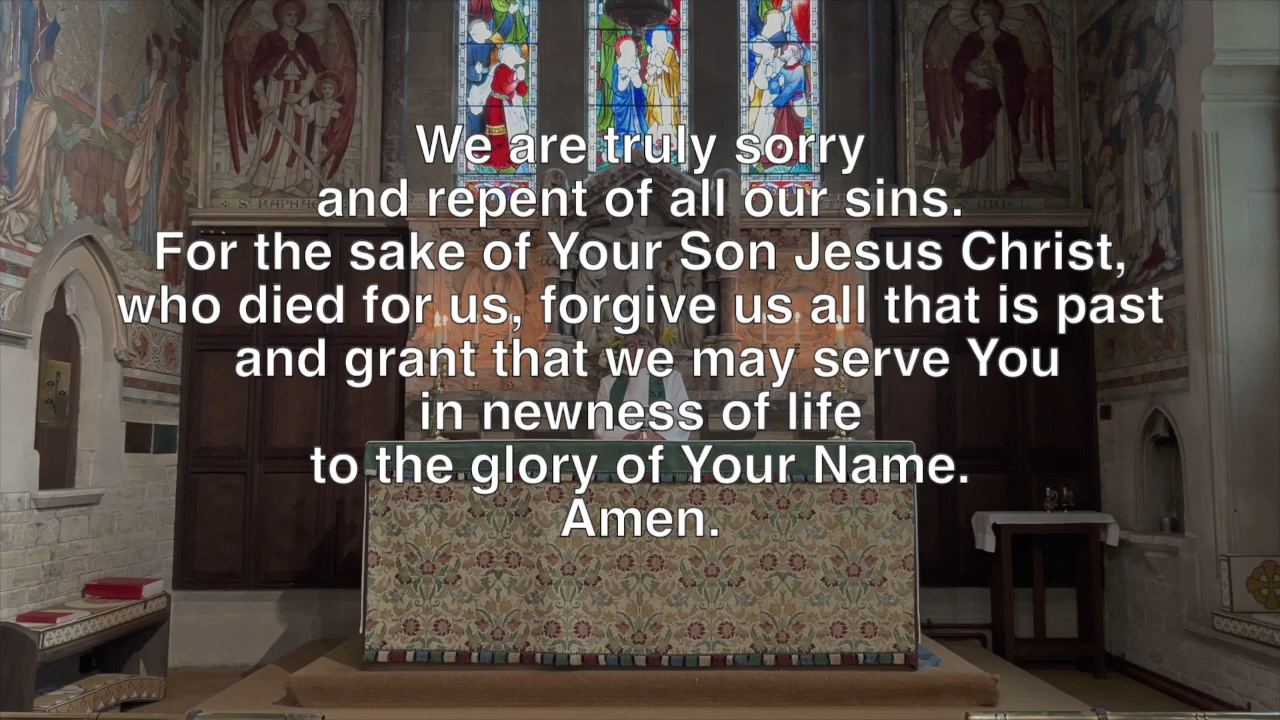 We are truly sorry
and repent of all our sins.
For the sake of Your Son Jesus Christ,
who died for us, forgive us all that is past
and grant that we may serve You
in newness of life
to the glory of Your Name.
Amen.